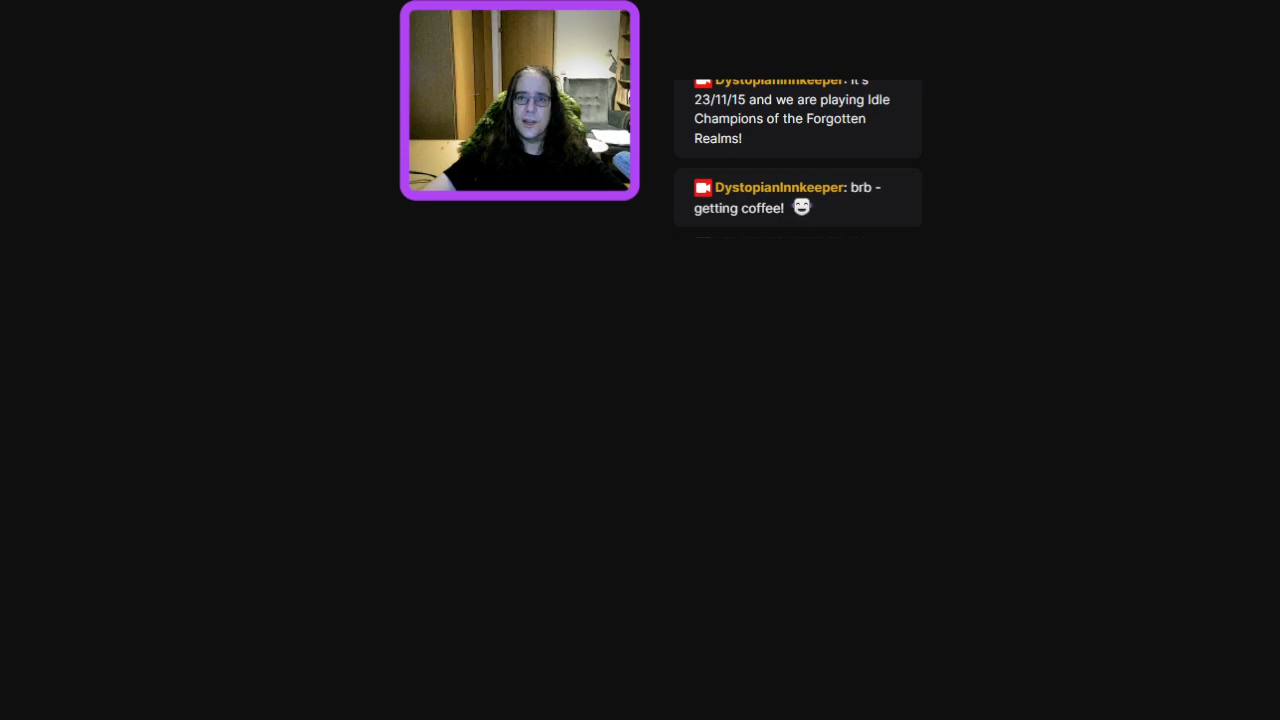 DystopianInnkeeper: It's
23/11/15 and we are playing Idle
Champions of the Forgotten
Realms!
DystopianInnkeeper: brb -
getting coffee!